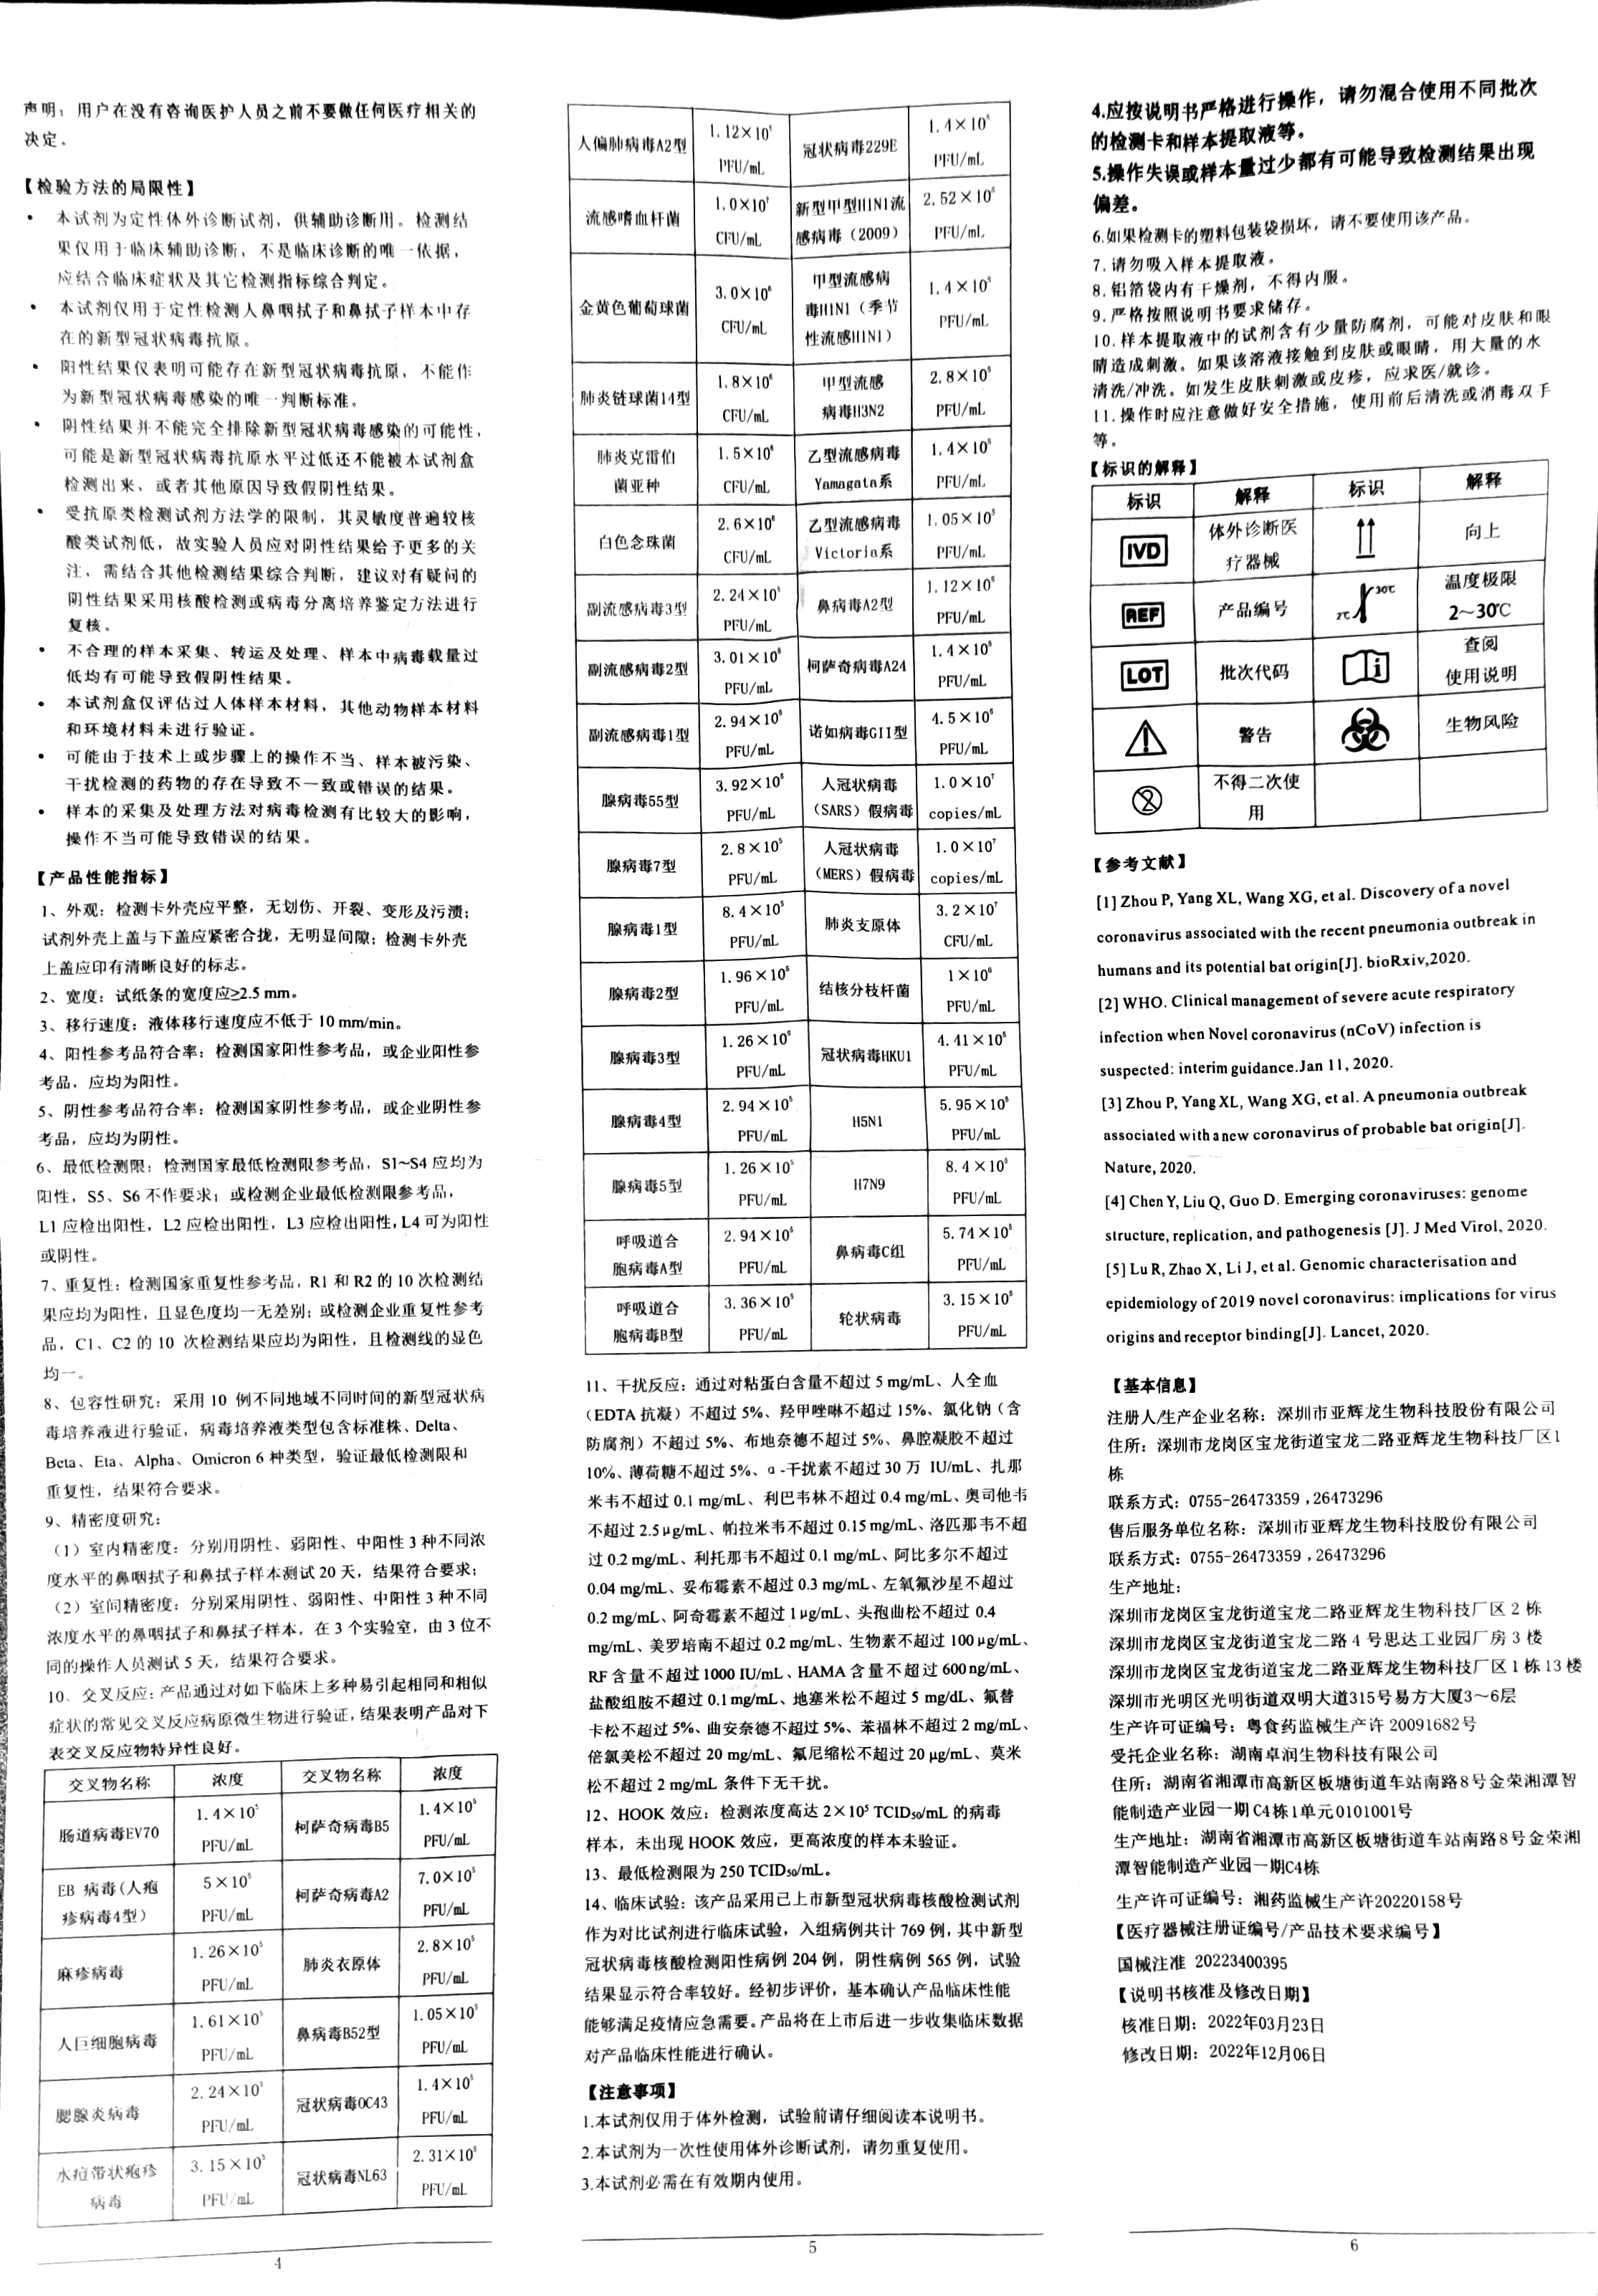 声明：用户在没有咨询医护人员之前不要做任何医疗相关的
决定。
【检验方法的局限性】
• 本试剂为定性体外诊断试剂，供辅助诊断用。检测结
果仅用于临床辅助诊断，不是临床诊断的唯一依据，
应结合临床症状及其它检测指标综合判定。
• 本试剂仅用于定性检测人鼻咽拭子和鼻拭子样本中存
在的新型冠状病毒抗原。
• 阳性结果仅表明可能存在新型冠状病毒抗原，不能作
为新型冠状病毒感染的唯一判断标准。
• 阴性结果并不能完全排除新型冠状病毒感染的可能性，
可能是新型冠状病毒抗原水平过低还不能被本试剂盒
检测出来，或者其他原因导致假阴性结果。
• 受抗原类检测试剂方法学的限制，其灵敏度普遍较核
酸类试剂低，故实验人员应对阴性结果给予更多的关
注，需结合其他检测结果综合判断，建议对有疑问的
阴性结果采用核酸检测或病毒分离培养鉴定方法进行
复核。
• 不合理的样本采集、转运及处理、样本中病毒载量过
低均有可能导致假阴性结果。
• 本试剂盒仅评估过人体样本材料，其他动物样本材料
和环境材料未进行验证。
• 可能由于技术上或步骤上的操作不当、样本被污染、
干扰检测的药物的存在导致不一致或错误的结果。
• 样本的采集及处理方法对病毒检测有比较大的影响，
操作不当可能导致错误的结果。
【产品性能指标】
1、外观：检测卡外壳应平整，无划伤、开裂、变形及污渍；
试剂外壳上盖与下盖应紧密合拢，无明显间隙；检测卡外壳
上盖应印有清晰良好的标志。
2、宽度：试纸条的宽度应≥2.5 mm。
3、移行速度：液体移行速度应不低于 10 mm/min。
4、阳性参考品符合率：检测国家阳性参考品，或企业阳性参
考品，应均为阳性。
5、阴性参考品符合率：检测国家阴性参考品，或企业阴性参
考品，应均为阴性。
6、最低检测限：检测国家最低检测限参考品，S1~S4 应均为
阳性，S5、S6 不作要求；或检测企业最低检测限参考品，
L1 应检出阳性，L2 应检出阳性，L3 应检出阳性，L4 可为阳性
或阴性。
7、重复性：检测国家重复性参考品，R1 和 R2 的 10 次检测结
果应均为阳性，且显色度均一无差别；或检测企业重复性参考
品，C1、C2 的 10 次检测结果应均为阳性，且检测线的显色
均一。
8、包容性研究：采用 10 例不同地域不同时间的新型冠状病
毒培养液进行验证，病毒培养液类型包含标准株、Delta、
Beta、Eta、Alpha、Omicron 6 种类型，验证最低检测限和
重复性，结果符合要求。
9、精密度研究：
（1）室内精密度：分别用阴性、弱阳性、中阳性 3 种不同浓
度水平的鼻咽拭子和鼻拭子样本测试 20 天，结果符合要求；
（2）室间精密度：分别采用阴性、弱阳性、中阳性 3 种不同
浓度水平的鼻咽拭子和鼻拭子样本，在 3 个实验室，由 3 位不
同的操作人员测试 5 天，结果符合要求。
10、交叉反应：产品通过对如下临床上多种易引起相同和相似
症状的常见交叉反应病原微生物进行验证，结果表明产品对下
表交叉反应物特异性良好。
交叉物名称 浓度 交叉物名称 浓度
肠道病毒EV70 1.4×10⁵ PFU/mL 柯萨奇病毒B5 1.4×10⁵ PFU/mL
EB 病毒（人疱疹病毒4型） 5×10⁵ PFU/mL 柯萨奇病毒A2 7.0×10⁵ PFU/mL
麻疹病毒 1.26×10⁵ PFU/mL 肺炎衣原体 2.8×10⁵ PFU/mL
人巨细胞病毒 1.61×10⁵ PFU/mL 鼻病毒B52型 1.05×10⁵ PFU/mL
腮腺炎病毒 2.24×10⁵ PFU/mL 冠状病毒OC43 1.4×10⁵ PFU/mL
水痘带状疱疹病毒 3.15×10⁵ PFU/mL 冠状病毒NL63 2.31×10⁶ PFU/mL
4
人偏肺病毒A2型 1.12×10⁵ PFU/mL 冠状病毒229E 1.4×10⁵ PFU/mL
流感嗜血杆菌 1.0×10⁷ CFU/mL 新型甲型H1N1流感病毒（2009） 2.52×10⁶ PFU/mL
金黄色葡萄球菌 3.0×10⁶ CFU/mL 甲型流感病毒H1N1（季节性流感H1N1） 1.4×10⁵ PFU/mL
肺炎链球菌14型 1.8×10⁶ CFU/mL 甲型流感病毒H3N2 2.8×10⁵ PFU/mL
肺炎克雷伯菌亚种 1.5×10⁶ CFU/mL 乙型流感病毒Yamagata系 1.4×10⁵ PFU/mL
白色念珠菌 2.6×10⁶ CFU/mL 乙型流感病毒Victoria系 1.05×10⁵ PFU/mL
副流感病毒3型 2.24×10⁵ PFU/mL 鼻病毒A2型 1.12×10⁶ PFU/mL
副流感病毒2型 3.01×10⁶ PFU/mL 柯萨奇病毒A24 1.4×10⁶ PFU/mL
副流感病毒1型 2.94×10⁶ PFU/mL 诺如病毒GII型 4.5×10⁶ PFU/mL
腺病毒55型 3.92×10⁶ PFU/mL 人冠状病毒（SARS）假病毒 1.0×10⁷ copies/mL
腺病毒7型 2.8×10⁵ PFU/mL 人冠状病毒（MERS）假病毒 1.0×10⁷ copies/mL
腺病毒1型 8.4×10⁵ PFU/mL 肺炎支原体 3.2×10⁷ CFU/mL
腺病毒2型 1.96×10⁵ PFU/mL 结核分枝杆菌 1×10⁶ PFU/mL
腺病毒3型 1.26×10⁵ PFU/mL 冠状病毒HKU1 4.41×10⁵ PFU/mL
腺病毒4型 2.94×10⁵ PFU/mL H5N1 5.95×10⁵ PFU/mL
腺病毒5型 1.26×10⁵ PFU/mL H7N9 8.4×10⁵ PFU/mL
呼吸道合胞病毒A型 2.94×10⁵ PFU/mL 鼻病毒C组 5.74×10⁵ PFU/mL
呼吸道合胞病毒B型 3.36×10⁵ PFU/mL 轮状病毒 3.15×10⁶ PFU/mL
11、干扰反应：通过对粘蛋白含量不超过 5 mg/mL、人全血
（EDTA 抗凝）不超过 5%、羟甲唑啉不超过 15%、氯化钠（含
防腐剂）不超过 5%、布地奈德不超过 5%、鼻腔凝胶不超过
10%、薄荷糖不超过 5%、α-干扰素不超过 30 万 IU/mL、扎那
米韦不超过 0.1 mg/mL、利巴韦林不超过 0.4 mg/mL、奥司他韦
不超过 2.5μg/mL、帕拉米韦不超过 0.15 mg/mL、洛匹那韦不超
过 0.2 mg/mL、利托那韦不超过 0.1 mg/mL、阿比多尔不超过
0.04 mg/mL、妥布霉素不超过 0.3 mg/mL、左氧氟沙星不超过
0.2 mg/mL、阿奇霉素不超过 1 μg/mL、头孢曲松不超过 0.4
mg/mL、美罗培南不超过 0.2 mg/mL、生物素不超过 100 μg/mL、
RF 含量不超过 1000 IU/mL、HAMA 含量不超过 600 ng/mL、
盐酸组胺不超过 0.1 mg/mL、地塞米松不超过 5 mg/dL、氟替
卡松不超过 5%、曲安奈德不超过 5%、苯福林不超过 2 mg/mL、
倍氯美松不超过 20 mg/mL、氟尼缩松不超过 20 μg/mL、莫米
松不超过 2 mg/mL 条件下无干扰。
12、HOOK 效应：检测浓度高达 2×10⁵ TCID₅₀/mL 的病毒
样本，未出现 HOOK 效应，更高浓度的样本未验证。
13、最低检测限为 250 TCID₅₀/mL。
14、临床试验：该产品采用已上市新型冠状病毒核酸检测试剂
作为对比试剂进行临床试验，入组病例共计 769 例，其中新型
冠状病毒核酸检测阳性病例 204 例，阴性病例 565 例，试验
结果显示符合率较好。经初步评价，基本确认产品临床性能
能够满足疫情应急需要。产品将在上市后进一步收集临床数据
对产品临床性能进行确认。
【注意事项】
1.本试剂仅用于体外检测，试验前请仔细阅读本说明书。
2.本试剂为一次性使用体外诊断试剂，请勿重复使用。
3.本试剂必需在有效期内使用。
5
4.应按说明书严格进行操作，请勿混合使用不同批次
的检测卡和样本提取液等。
5.操作失误或样本量过少都有可能导致检测结果出现
偏差。
6.如果检测卡的塑料包装袋损坏，请不要使用该产品。
7.请勿吸入样本提取液。
8.铝箔袋内有干燥剂，不得内服。
9.严格按照说明书要求储存。
10.样本提取液中的试剂含有少量防腐剂，可能对皮肤和眼
睛造成刺激。如果该溶液接触到皮肤或眼睛，用大量的水
清洗/冲洗。如发生皮肤刺激或皮疹，应求医/就诊。
11.操作时应注意做好安全措施，使用前后清洗或消毒双手
等。
【标识的解释】
标识 解释 标识 解释
IVD 体外诊断医疗器械 向上
REF 产品编号 2℃ 30℃ 温度极限 2～30℃
LOT 批次代码 i 查阅使用说明
警告 生物风险
2 不得二次使用
【参考文献】
[1] Zhou P, Yang XL, Wang XG, et al. Discovery of a novel
coronavirus associated with the recent pneumonia outbreak in
humans and its potential bat origin[J]. bioRxiv,2020.
[2] WHO. Clinical management of severe acute respiratory
infection when Novel coronavirus (nCoV) infection is
suspected: interim guidance.Jan 11, 2020.
[3] Zhou P, Yang XL, Wang XG, et al. A pneumonia outbreak
associated with a new coronavirus of probable bat origin[J].
Nature, 2020.
[4] Chen Y, Liu Q, Guo D. Emerging coronaviruses: genome
structure, replication, and pathogenesis [J]. J Med Virol, 2020.
[5] Lu R, Zhao X, Li J, et al. Genomic characterisation and
epidemiology of 2019 novel coronavirus: implications for virus
origins and receptor binding[J]. Lancet, 2020.
【基本信息】
注册人/生产企业名称：深圳市亚辉龙生物科技股份有限公司
住所：深圳市龙岗区宝龙街道宝龙二路亚辉龙生物科技厂区1
栋
联系方式：0755-26473359 , 26473296
售后服务单位名称：深圳市亚辉龙生物科技股份有限公司
联系方式：0755-26473359 , 26473296
生产地址：
深圳市龙岗区宝龙街道宝龙二路亚辉龙生物科技厂区 2 栋
深圳市龙岗区宝龙街道宝龙二路 4 号思达工业园厂房 3 楼
深圳市龙岗区宝龙街道宝龙二路亚辉龙生物科技厂区 1 栋 13 楼
深圳市光明区光明街道双明大道315号易方大厦3～6层
生产许可证编号：粤食药监械生产许 20091682号
受托企业名称：湖南卓润生物科技有限公司
住所：湖南省湘潭市高新区板塘街道车站南路8号金荣湘潭智
能制造产业园一期 C4栋1单元0101001号
生产地址：湖南省湘潭市高新区板塘街道车站南路8号金荣湘
潭智能制造产业园一期C4栋
生产许可证编号：湘药监械生产许20220158号
【医疗器械注册证编号/产品技术要求编号】
国械注准 20223400395
【说明书核准及修改日期】
核准日期：2022年03月23日
修改日期：2022年12月06日
6